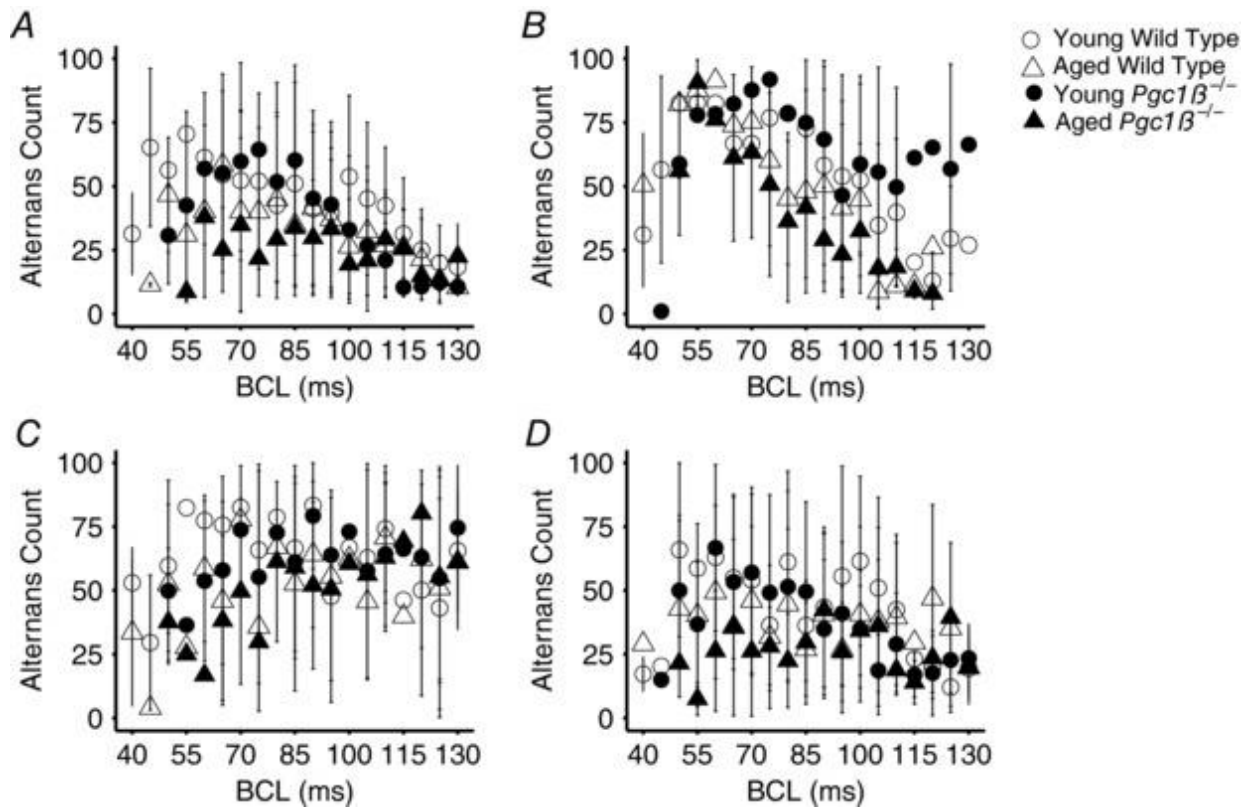 A
Alternans Count
100
75
50
25
0
40 55 70 85 100 115 130
BCL (ms)
B
Alternans Count
100
75
50
25
0
40 55 70 85 100 115 130
BCL (ms)
Young Wild Type
Aged Wild Type
Young Pgc1ß⁻/⁻
Aged Pgc1ß⁻/⁻
C
Alternans Count
100
75
50
25
0
40 55 70 85 100 115 130
BCL (ms)
D
Alternans Count
100
75
50
25
0
40 55 70 85 100 115 130
BCL (ms)